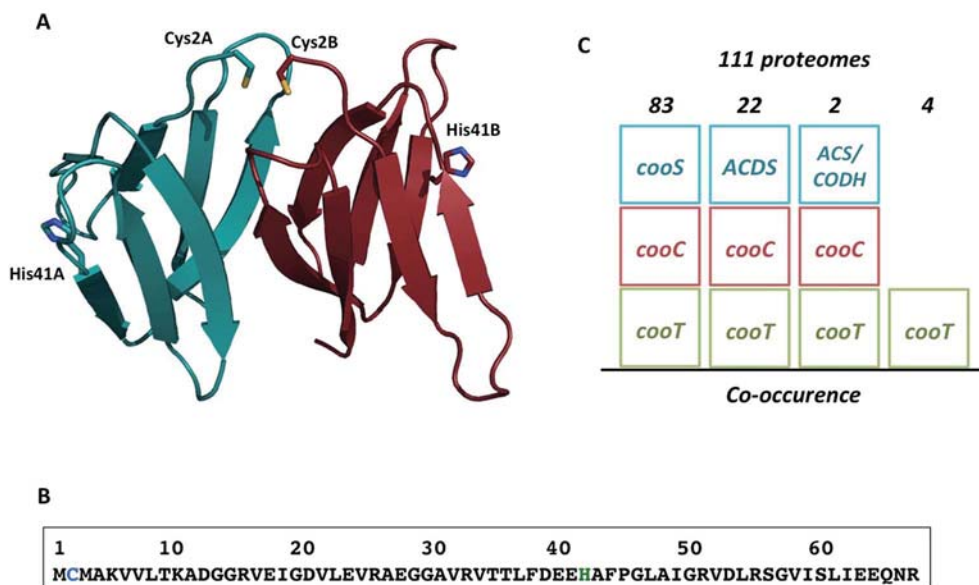 A
Cys2A
Cys2B
His41B
His41A
C
111 proteomes
83 22 2 4
cooS ACDS ACS/
CODH
cooC cooC cooC
cooT cooT cooT cooT
Co-occurence
B
1 10 20 30 40 50 60
MCMAKVVLTKADGGRVEIGDVLEVRAEGGAVRVTTLFDEEHAFPGLAIGRVDLRSGVISLIEEQNR